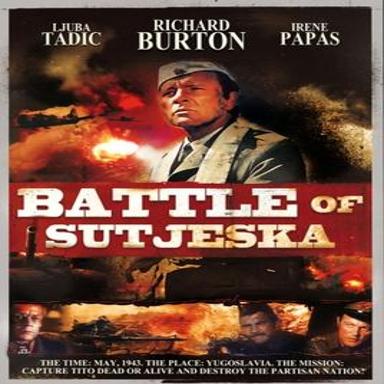 LJUBA
TADIC
RICHARD
BURTON
IRENE
PAPAS
BATTLE OF
SUTJESKA
THE TIME: MAY, 1943. THE PLACE: YUGOSLAVIA. THE MISSION:
CAPTURE TITO DEAD OR ALIVE AND DESTROY THE PARTISAN NATION!